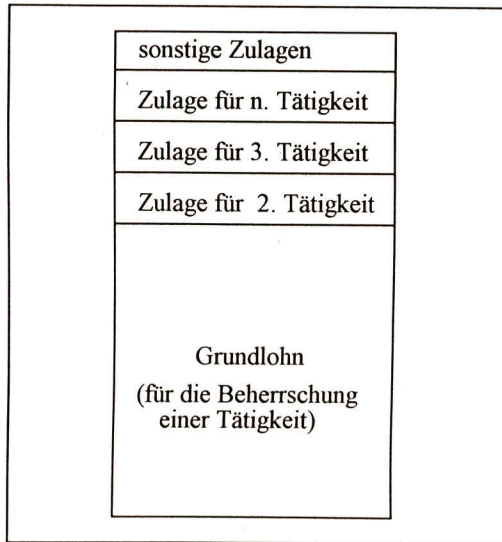 sonstige Zulagen
Zulage für n. Tätigkeit
Zulage für 3. Tätigkeit
Zulage für 2. Tätigkeit
Grundlohn
(für die Beherrschung
einer Tätigkeit)